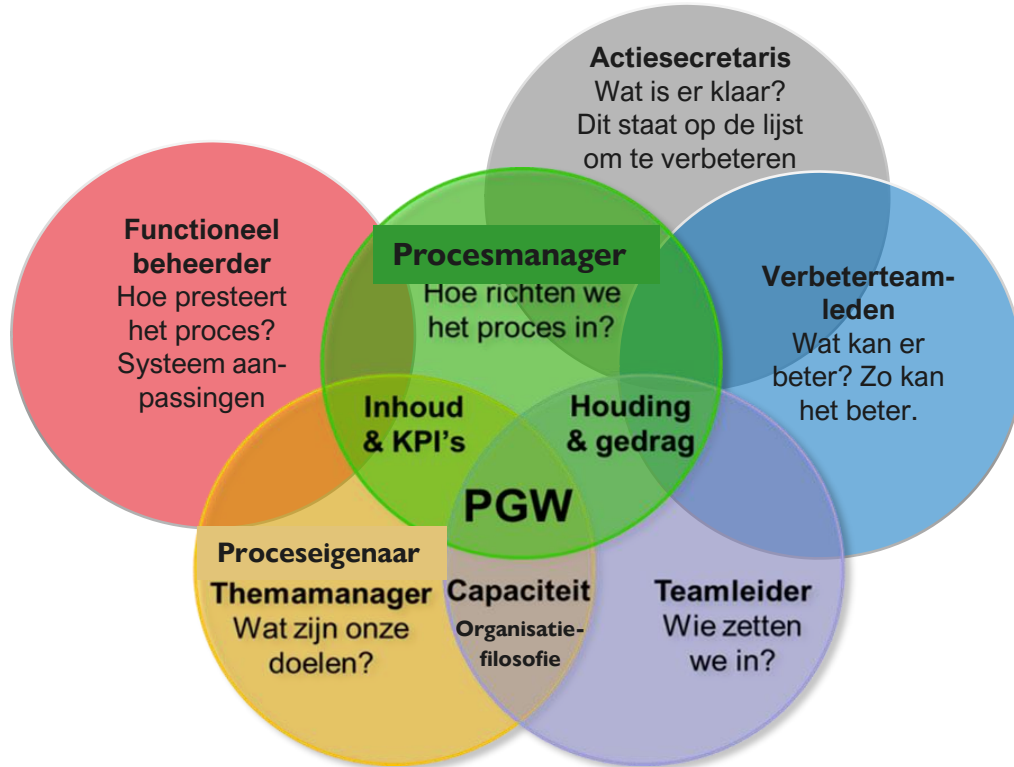 Actiesecretaris
Wat is er klaar?
Dit staat op de lijst
om te verbeteren
Functioneel
beheerder
Hoe presteert
het proces?
Systeem aan-
passingen
Procesmanager
Hoe richten we
het proces in?
Verbeterteam-
leden
Wat kan er
beter? Zo kan
het beter.
Inhoud
& KPI's
Houding
& gedrag
PGW
Proceseigenaar
Themamanager
Wat zijn onze
doelen?
Capaciteit
Organisatie-
filosofie
Teamleider
Wie zetten
we in?